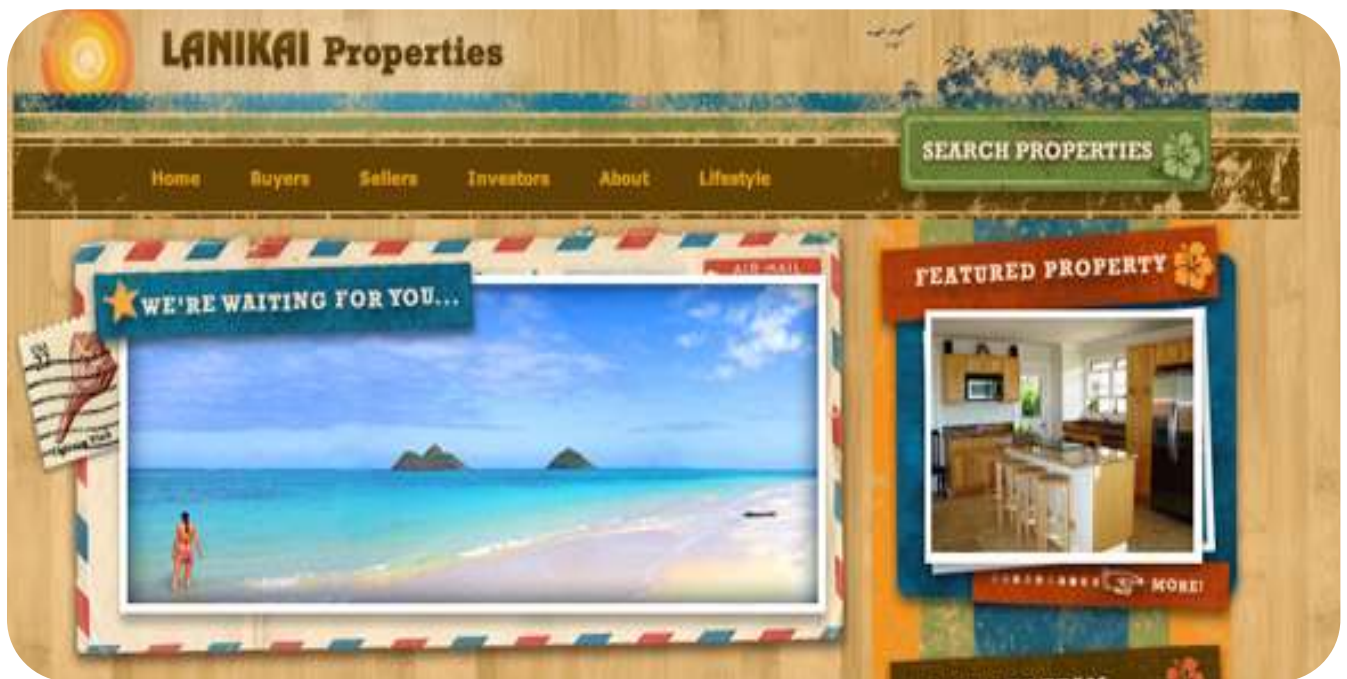 LANIKAI Properties
SEARCH PROPERTIES
Home Buyers Sellers Investors About Lifestyle
AIR MAIL
FEATURED PROPERTY
WE'RE WAITING FOR YOU...
MORE!